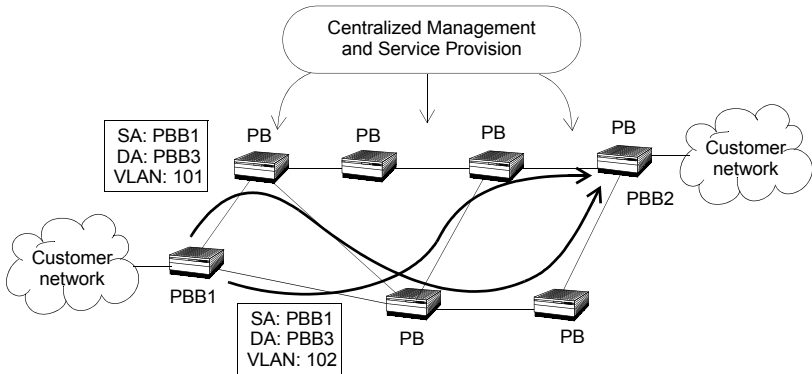 Centralized Management
and Service Provision
SA: PBB1
DA: PBB3
VLAN: 101
PB
PB
PB
PB
Customer
network
PBB2
Customer
network
PBB1
SA: PBB1
DA: PBB3
VLAN: 102
PB
PB